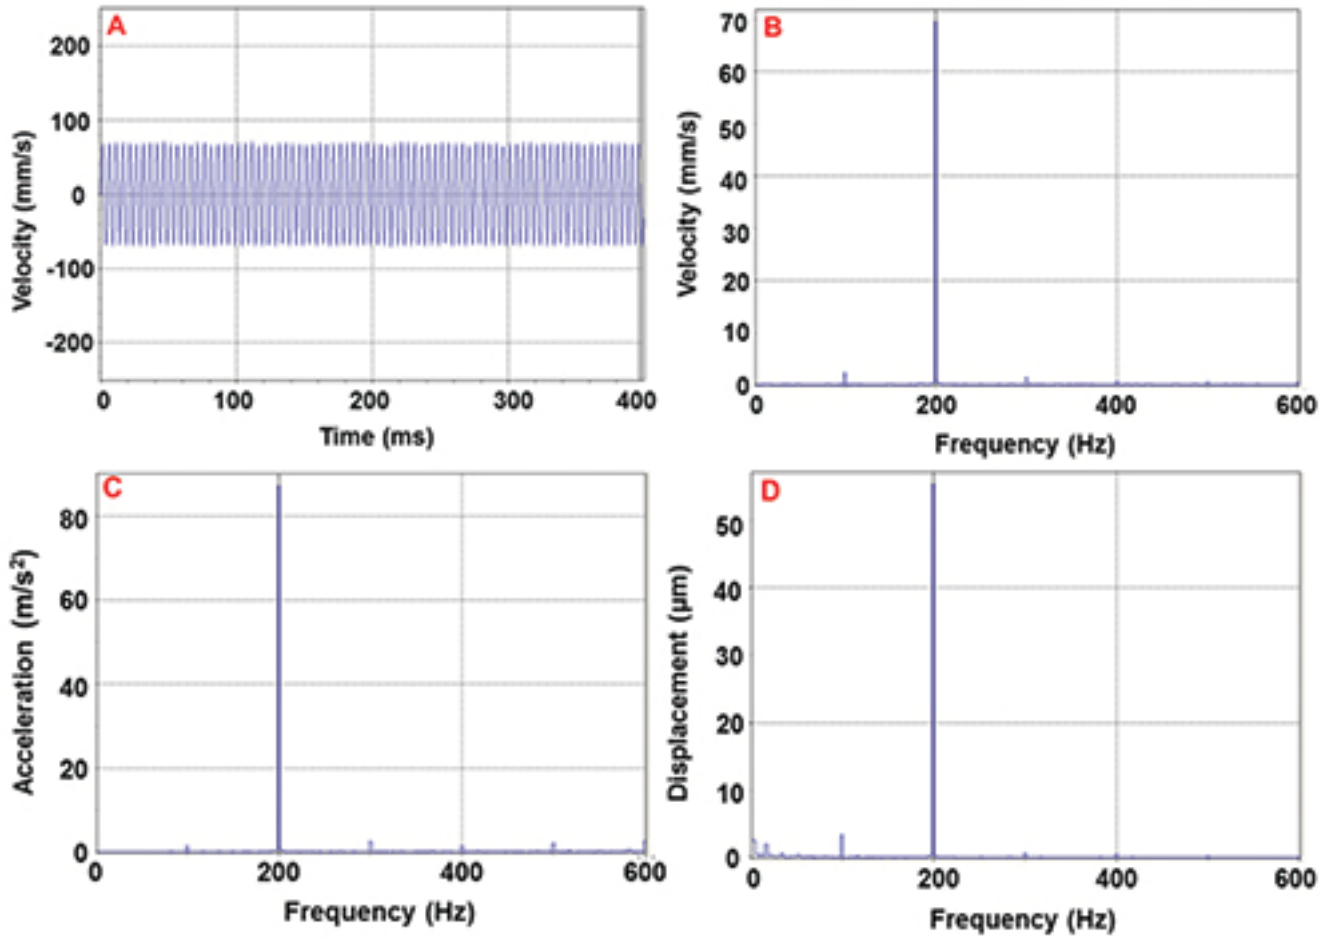 A
Velocity (mm/s)
200
100
0
-100
-200
0 100 200 300 400
Time (ms)
B
Velocity (mm/s)
70
60
50
40
30
20
10
0
0 200 400 600
Frequency (Hz)
C
Acceleration (m/s²)
80
60
40
20
0
0 200 400 600
Frequency (Hz)
D
Displacement (µm)
50
40
30
20
10
0
0 200 400 600
Frequency (Hz)